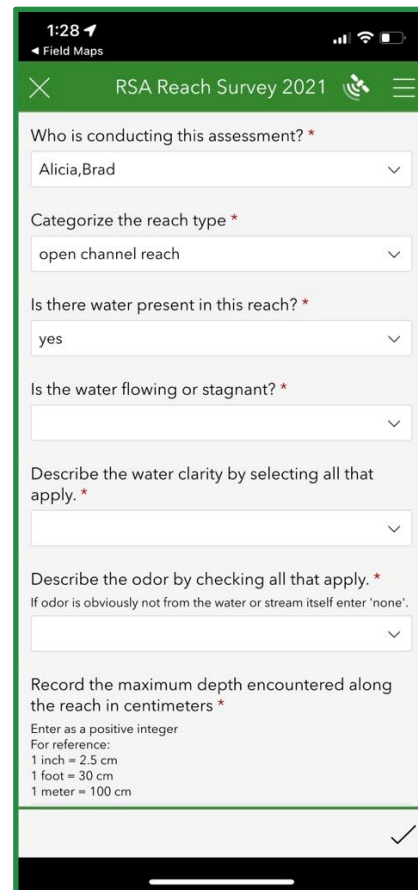 1:28
◀ Field Maps
RSA Reach Survey 2021
Who is conducting this assessment? *
Alicia,Brad
Categorize the reach type *
open channel reach
Is there water present in this reach? *
yes
Is the water flowing or stagnant? *
Describe the water clarity by selecting all that
apply. *
Describe the odor by checking all that apply. *
If odor is obviously not from the water or stream itself enter 'none'.
Record the maximum depth encountered along
the reach in centimeters *
Enter as a positive integer
For reference:
1 inch = 2.5 cm
1 foot = 30 cm
1 meter = 100 cm